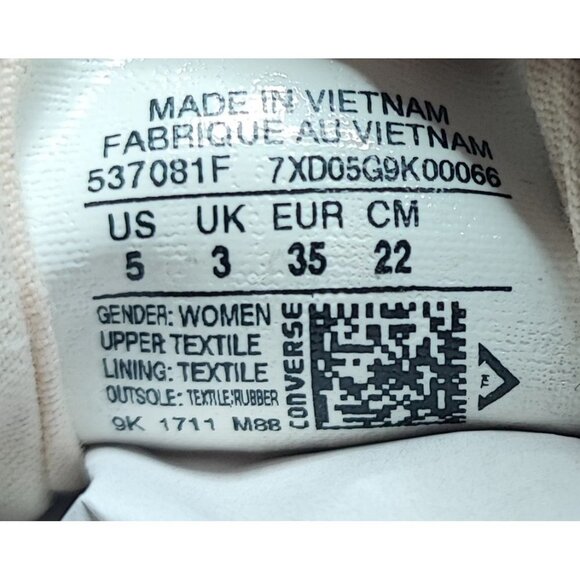 MADE IN VIETNAM
FABRIQUE AU VIETNAM
537081F 7XD05G9K00066
US UK EUR CM
5 3 35 22
GENDER: WOMEN
UPPER: TEXTILE
LINING: TEXTILE
OUTSOLE: TEXTILE;RUBBER
9K 1711 M88
CONVERSE